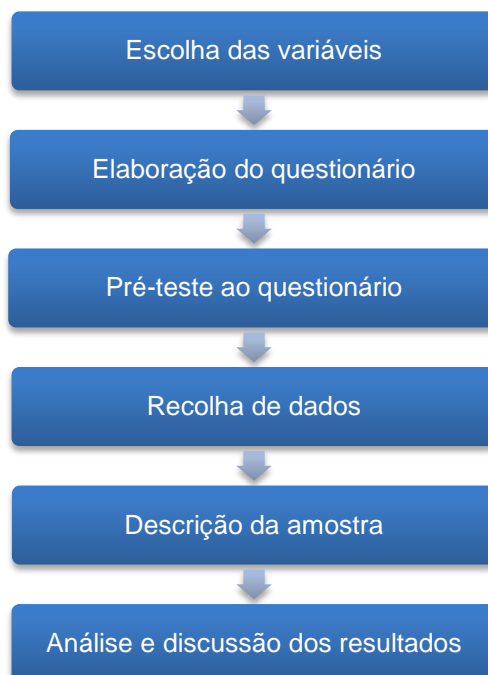 Escolha das variáveis
Elaboração do questionário
Pré-teste ao questionário
Recolha de dados
Descrição da amostra
Análise e discussão dos resultados